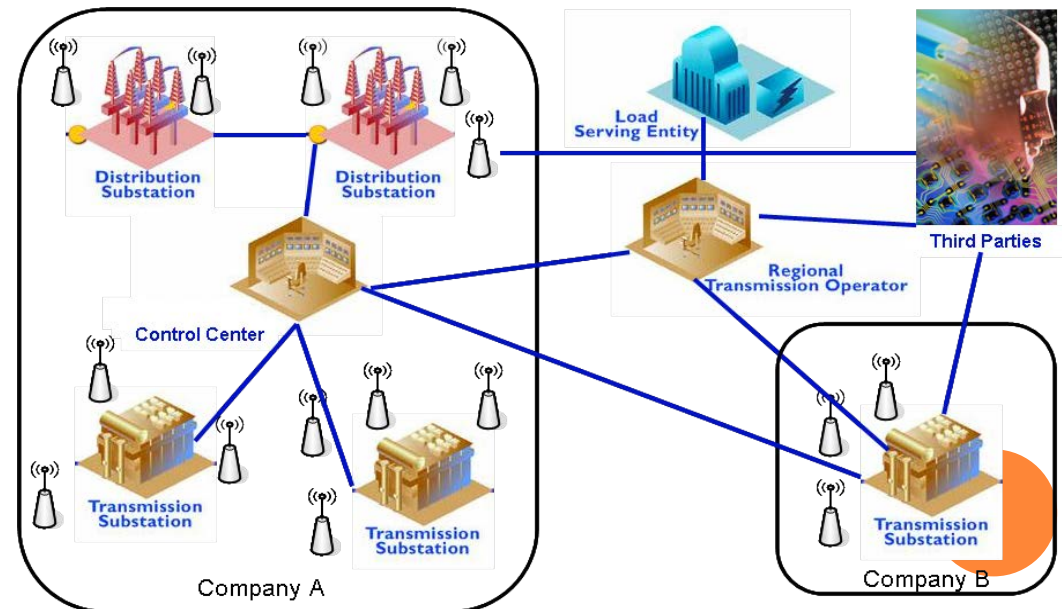 Load
Serving Entity
Distribution
Substation
Distribution
Substation
Third Parties
Regional
Transmission Operator
Control Center
Transmission
Substation
Transmission
Substation
Transmission
Substation
Company A
Company B